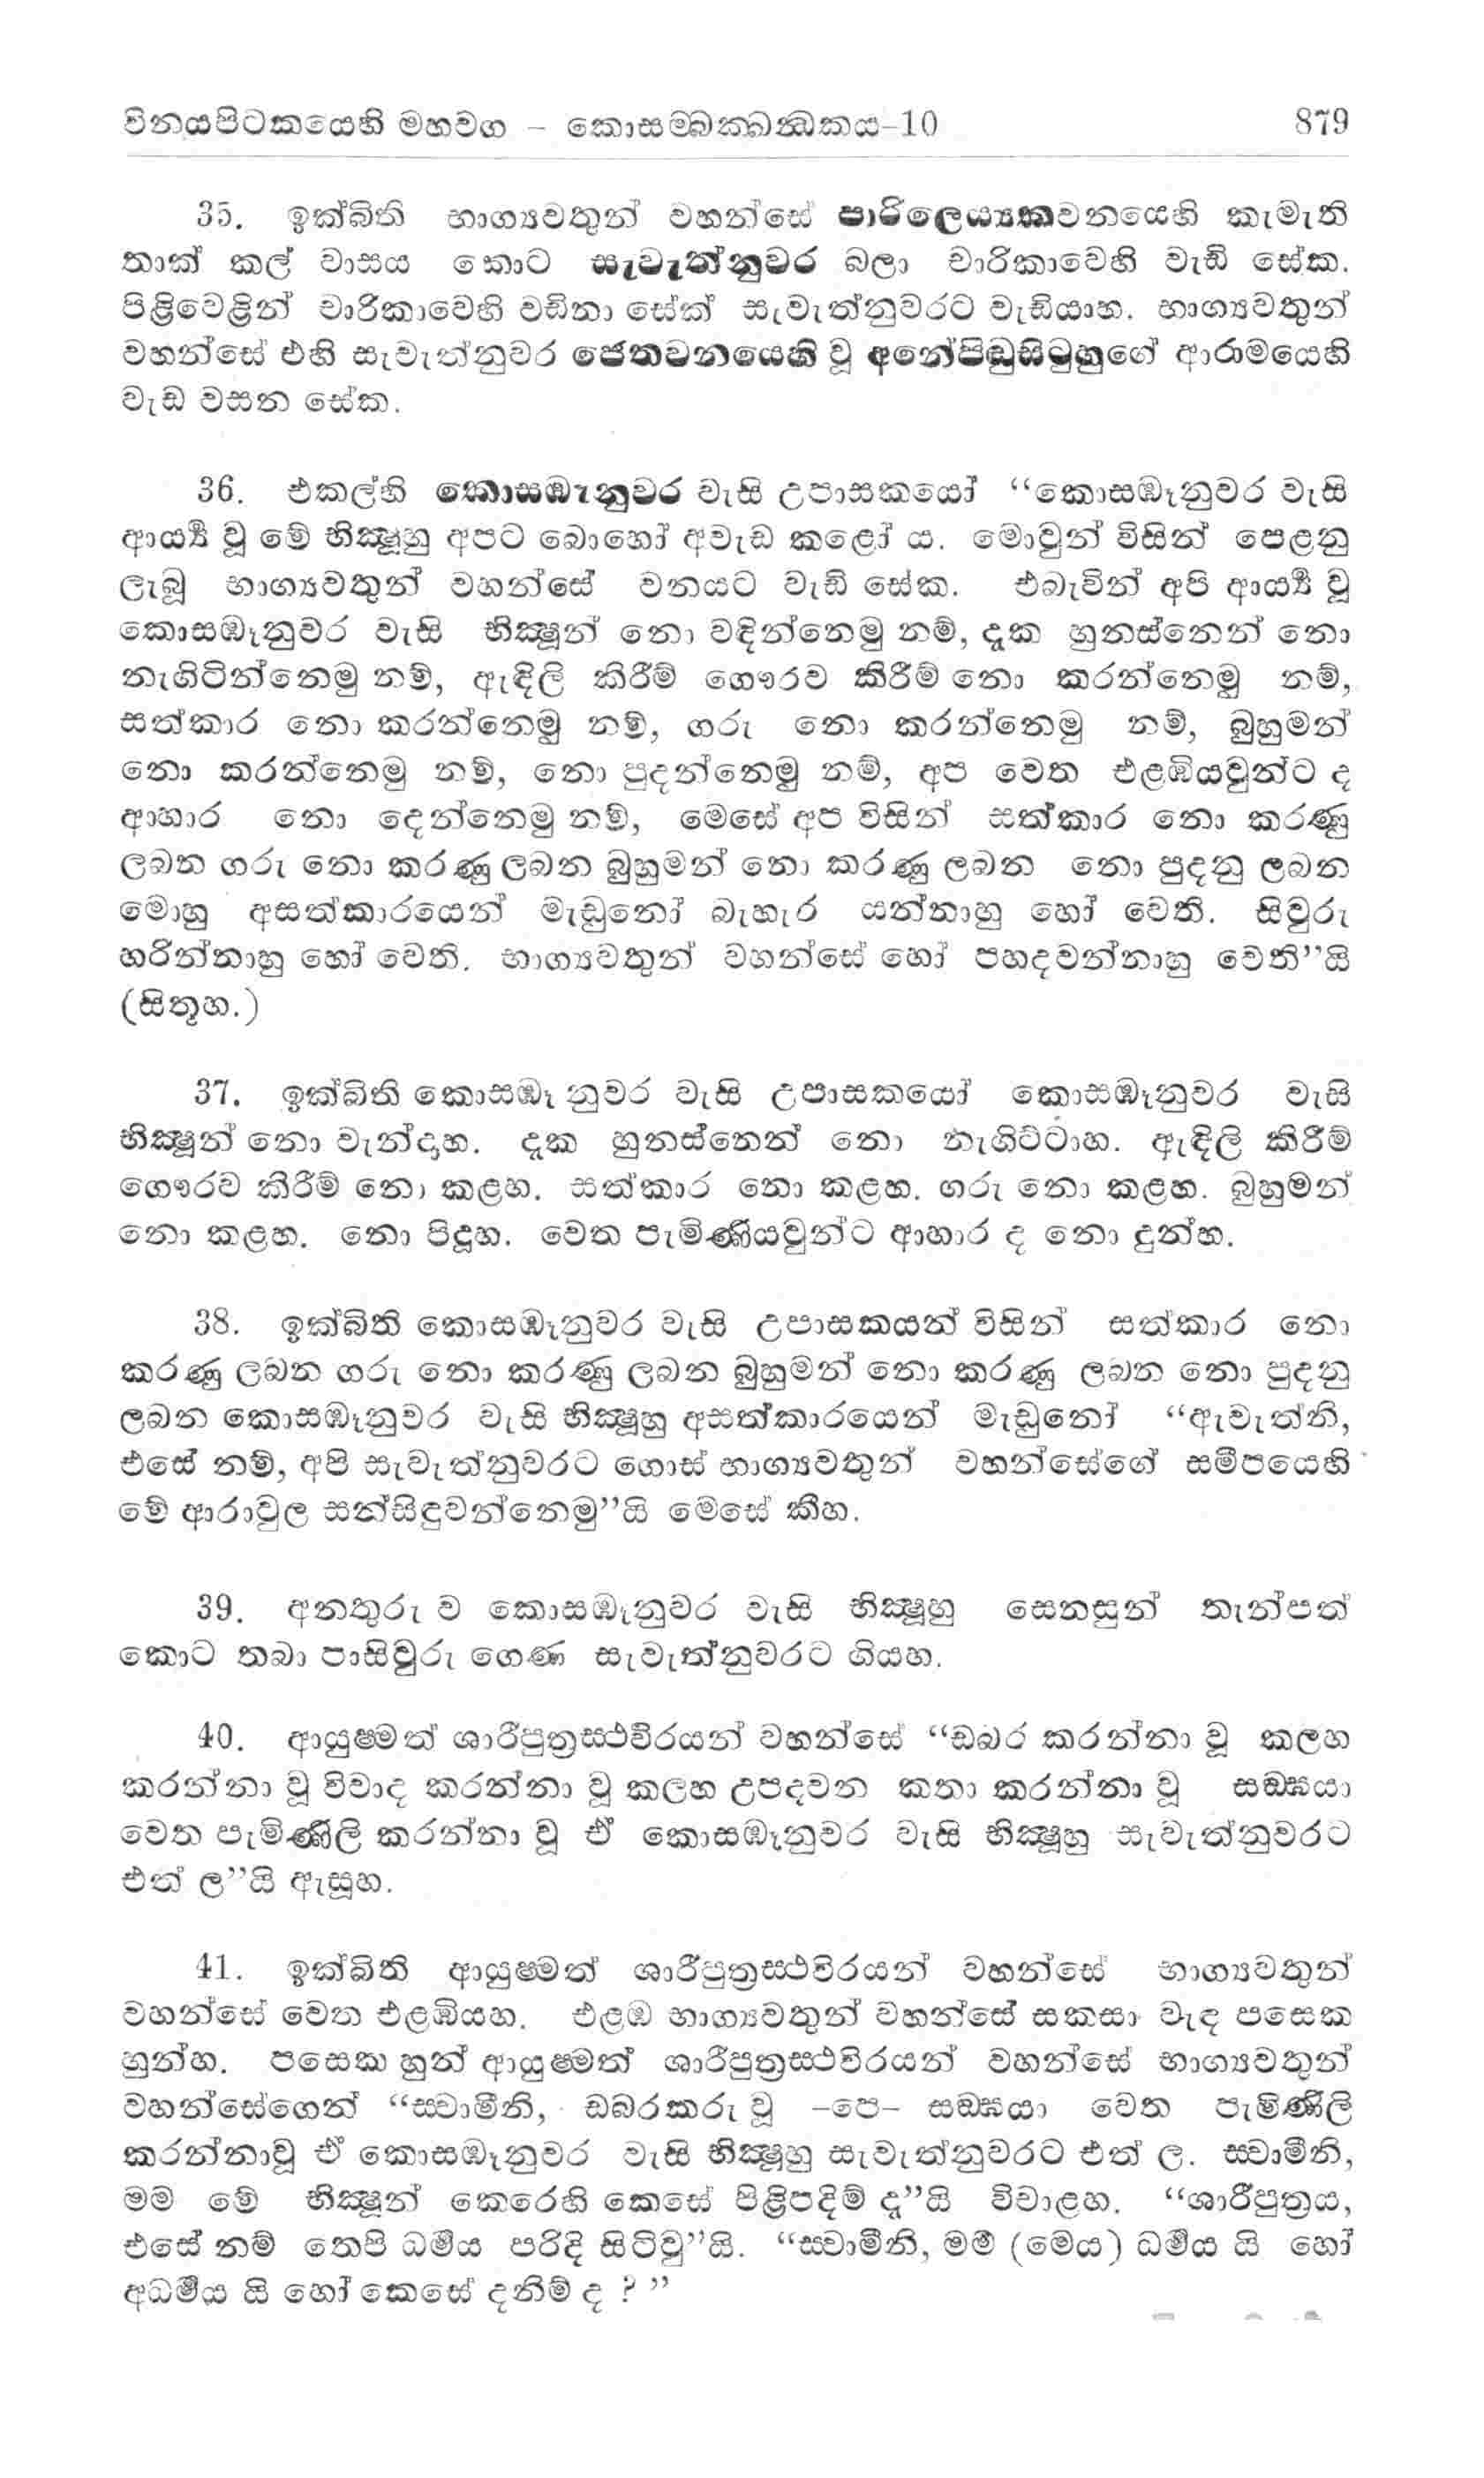 විනයපිටකයෙහි මහවග – කොසම්බක්ඛන්ධකය–10 879
35. ඉක්බිති භාග්‍යවතුන් වහන්සේ පාරිලෙය්‍යකවනයෙහි කැමැති
තාක් කල් වාසය කොට සැවැත්නුවර බලා චාරිකාවෙහි වැඩි සේක.
පිළිවෙළින් චාරිකාවෙහි වඩිනා සේක් සැවැත්නුවරට වැඩියාහ. භාග්‍යවතුන්
වහන්සේ එහි සැවැත්නුවර ජෙතවනයෙහි වූ අනේපිඬුසිටුහුගේ ආරාමයෙහි
වැඩ වසන සේක.
36. එකල්හි කොසඹෑනුවර වැසි උපාසකයෝ “කොසඹෑනුවර වැසි
ආර්‍ය්‍ය වූ මේ භික්‍ෂූහු අපට බොහෝ අවැඩ කළෝ ය. මොවුන් විසින් පෙළනු
ලැබූ භාග්‍යවතුන් වහන්සේ වනයට වැඩි සේක. එබැවින් අපි ආර්‍ය්‍ය වූ
කොසඹෑනුවර වැසි භික්‍ෂූන් නො වඳින්නෙමු නම්, දැක හුනස්නෙන් නො
නැගිටින්නෙමු නම්, ඇඳිලි කිරීම් ගෞරව කිරීම් නො කරන්නෙමු නම්,
සත්කාර නො කරන්නෙමු නම්, ගරු නො කරන්නෙමු නම්, බුහුමන්
නො කරන්නෙමු නම්, නො පුදන්නෙමු නම්, අප වෙත එළඹියවුන්ට ද
ආහාර නො දෙන්නෙමු නම්, මෙසේ අප විසින් සත්කාර නො කරණු
ලබන ගරු නො කරණු ලබන බුහුමන් නො කරණු ලබන නො පුදනු ලබන
මොහු අසත්කාරයෙන් මැඩුනෝ බැහැර යන්නාහු හෝ වෙති. සිවුරු
හරින්නාහු හෝ වෙති. භාග්‍යවතුන් වහන්සේ හෝ පහදවන්නාහු වෙති”යි
(සිතූහ.)
37. ඉක්බිති කොසඹෑ නුවර වැසි උපාසකයෝ කොසඹෑනුවර වැසි
භික්‍ෂූන් නො වැන්දාහ. දැක හුනස්නෙන් නො නැගිට්ටාහ. ඇඳිලි කිරීම්
ගෞරව කිරීම් නො කළහ. සත්කාර නො කළහ. ගරු නො කළහ. බුහුමන්
නො කළහ. නො පිදූහ. වෙත පැමිණියවුන්ට ආහාර ද නො දුන්හ.
38. ඉක්බිති කොසඹෑනුවර වැසි උපාසකයන් විසින් සත්කාර නො
කරණු ලබන ගරු නො කරණු ලබන බුහුමන් නො කරණු ලබන නො පුදනු
ලබන කොසඹෑනුවර වැසි භික්‍ෂූහු අසත්කාරයෙන් මැඩුනෝ “ඇවැත්නි,
එසේ නම්, අපි සැවැත්නුවරට ගොස් භාග්‍යවතුන් වහන්සේගේ සමීපයෙහි
මේ ආරාවුල සන්සිඳුවන්නෙමු”යි මෙසේ කීහ.
39. අනතුරු ව කොසඹෑනුවර වැසි භික්‍ෂූහු සෙනසුන් තැන්පත්
කොට තබා පාසිවුරු ගෙණ සැවැත්නුවරට ගියහ.
40. ආයුෂ්මත් ශාරීපුත්‍රස්ථවිරයන් වහන්සේ “ඩබර කරන්නා වූ කලහ
කරන්නා වූ විවාද කරන්නා වූ කලහ උපදවන කතා කරන්නා වූ සඞ්ඝයා
වෙත පැමිණිලි කරන්නා වූ ඒ කොසඹෑනුවර වැසි භික්‍ෂූහු සැවැත්නුවරට
එත් ල”යි ඇසූහ.
41. ඉක්බිති ආයුෂ්මත් ශාරීපුත්‍රස්ථවිරයන් වහන්සේ භාග්‍යවතුන්
වහන්සේ වෙත එළඹියහ. එළඹ භාග්‍යවතුන් වහන්සේ සකසා වැඳ පසෙක
හුන්හ. පසෙක හුන් ආයුෂ්මත් ශාරීපුත්‍රස්ථවිරයන් වහන්සේ භාග්‍යවතුන්
වහන්සේගෙන් “ස්වාමීනි, ඩබරකරු වූ –පෙ– සඞ්ඝයා වෙත පැමිණිලි
කරන්නාවූ ඒ කොසඹෑනුවර වැසි භික්‍ෂූහු සැවැත්නුවරට එත් ල. ස්වාමීනි,
මම මේ භික්‍ෂූන් කෙරෙහි කෙසේ පිළිපදිම් දැ”යි විචාළහ. “ශාරීපුත්‍රය,
එසේ නම් තෙපි ධර්‍මය පරිදි සිටිවු”යි. “ස්වාමීනි, මම (මෙය) ධර්‍මය යි හෝ
අධර්‍මය යි හෝ කෙසේ දනිම් ද ? ”